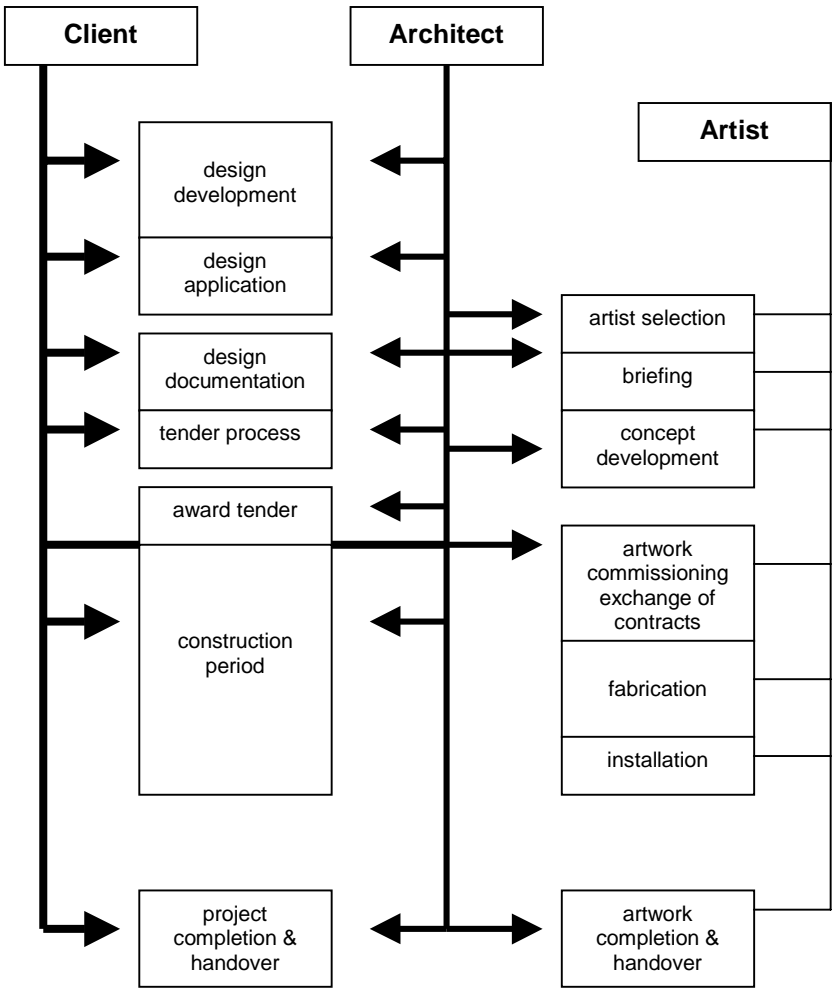 Client
Architect
Artist
design
development
design
application
design
documentation
tender process
award tender
construction
period
project
completion &
handover
artist selection
briefing
concept
development
artwork
commissioning
exchange of
contracts
fabrication
installation
artwork
completion &
handover